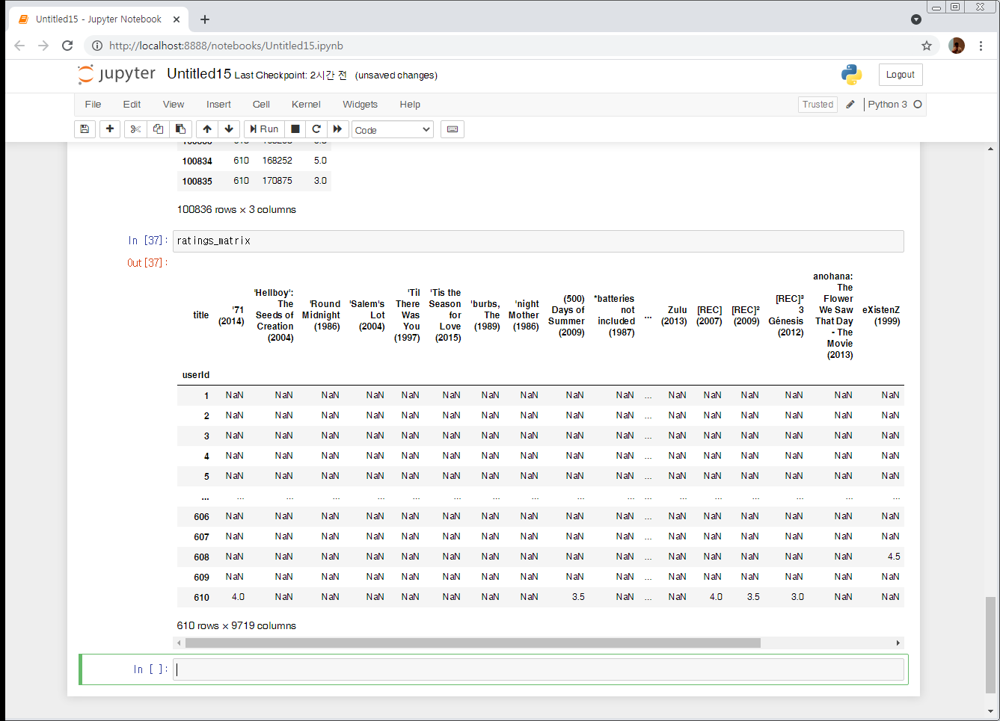 Untitled15 - Jupyter Notebook
http://localhost:8888/notebooks/Untitled15.ipynb
jupyter Untitled15 Last Checkpoint: 2시간 전 (unsaved changes) Logout
File Edit View Insert Cell Kernel Widgets Help Trusted Python 3
Run Code
100834 610 168252 5.0
100835 610 170875 3.0
100836 rows × 3 columns
In [37]: ratings_matrix
Out[37]:
title '71 (2014) 'Hellboy': The Seeds of Creation (2004) 'Round Midnight (1986) 'Salem's Lot (2004) 'Til There Was You (1997) 'Tis the Season for Love (2015) 'burbs, The (1989) 'night Mother (1986) (500) Days of Summer (2009) *batteries not included (1987) ... Zulu (2013) [REC] (2007) [REC]² (2009) [REC]³ 3 Génesis (2012) anohana: The Flower We Saw That Day - The Movie (2013) eXistenZ (1999)
userId
1 NaN NaN NaN NaN NaN NaN NaN NaN NaN NaN ... NaN NaN NaN NaN NaN NaN
2 NaN NaN NaN NaN NaN NaN NaN NaN NaN NaN ... NaN NaN NaN NaN NaN NaN
3 NaN NaN NaN NaN NaN NaN NaN NaN NaN NaN ... NaN NaN NaN NaN NaN NaN
4 NaN NaN NaN NaN NaN NaN NaN NaN NaN NaN ... NaN NaN NaN NaN NaN NaN
5 NaN NaN NaN NaN NaN NaN NaN NaN NaN NaN ... NaN NaN NaN NaN NaN NaN
... ... ... ... ... ... ... ... ... ... ... ... ... ... ... ... ... ...
606 NaN NaN NaN NaN NaN NaN NaN NaN NaN NaN ... NaN NaN NaN NaN NaN NaN
607 NaN NaN NaN NaN NaN NaN NaN NaN NaN NaN ... NaN NaN NaN NaN NaN NaN
608 NaN NaN NaN NaN NaN NaN NaN NaN NaN NaN ... NaN NaN NaN NaN NaN 4.5
609 NaN NaN NaN NaN NaN NaN NaN NaN NaN NaN ... NaN NaN NaN NaN NaN NaN
610 4.0 NaN NaN NaN NaN NaN NaN NaN 3.5 NaN ... NaN 4.0 3.5 3.0 NaN NaN
610 rows × 9719 columns
In [ ]: